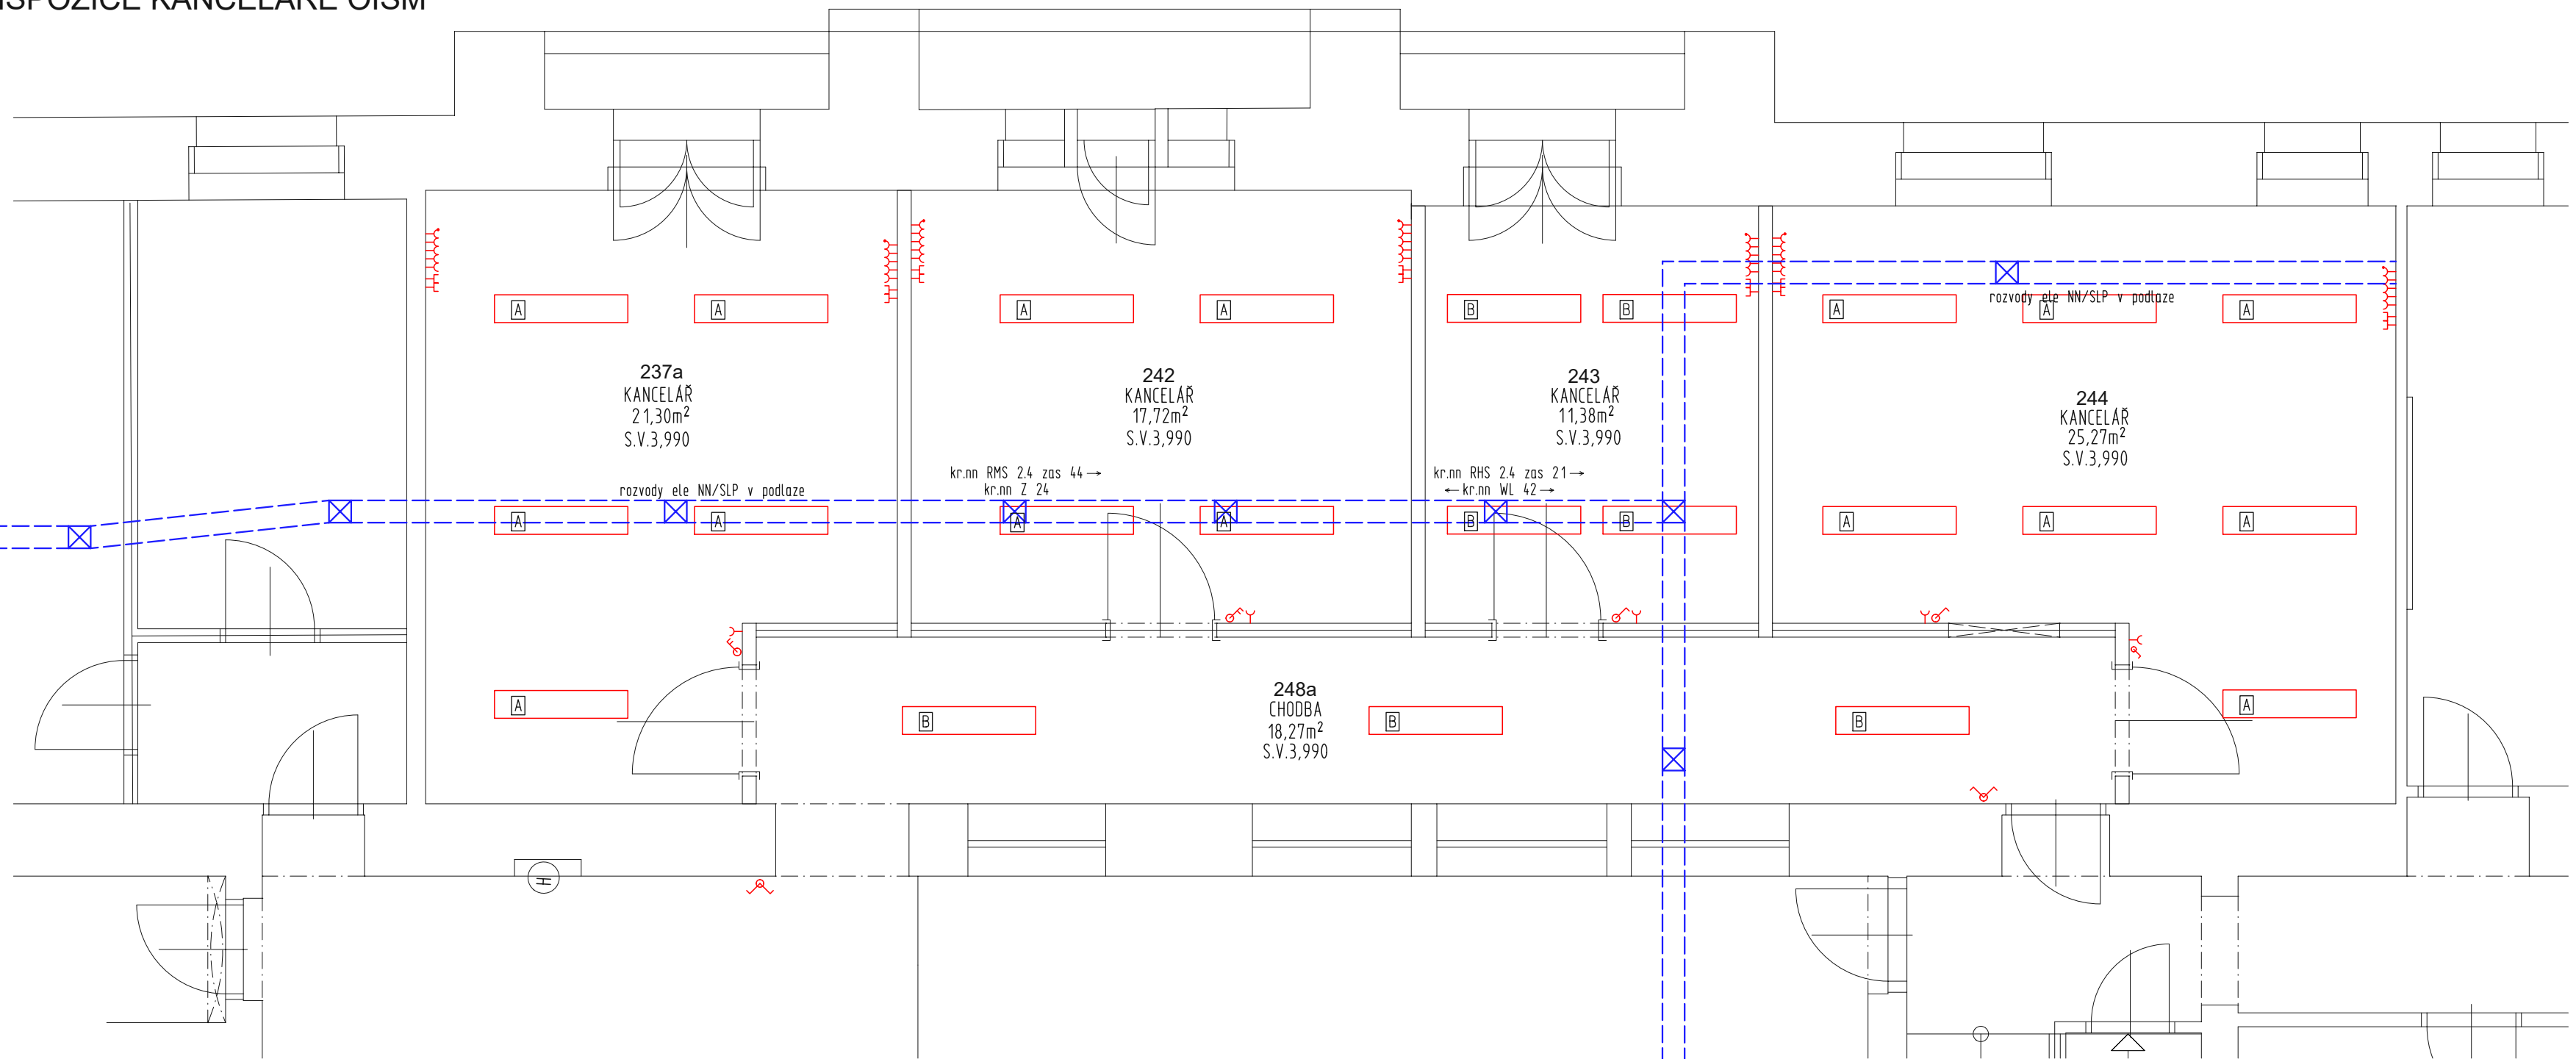 ISPOZICE KANCELÁŘE OISM
A
A
A
A
B
B
A
rozvody ele NN/SLP v podlaze
A
A
237a
KANCELÁŘ
21,30m²
S.V.3,990
242
KANCELÁŘ
17,72m²
S.V.3,990
243
KANCELÁŘ
11,38m²
S.V.3,990
244
KANCELÁŘ
25,27m²
S.V.3,990
rozvody ele NN/SLP v podlaze
kr.nn RMS 2.4 zas 44→
kr.nn Z 24
kr.nn RHS 2.4 zas 21→
←kr.nn WL 42→
A
A
A
A
B
B
A
A
A
A
B
248a
CHODBA
18,27m²
S.V.3,990
B
B
A
H